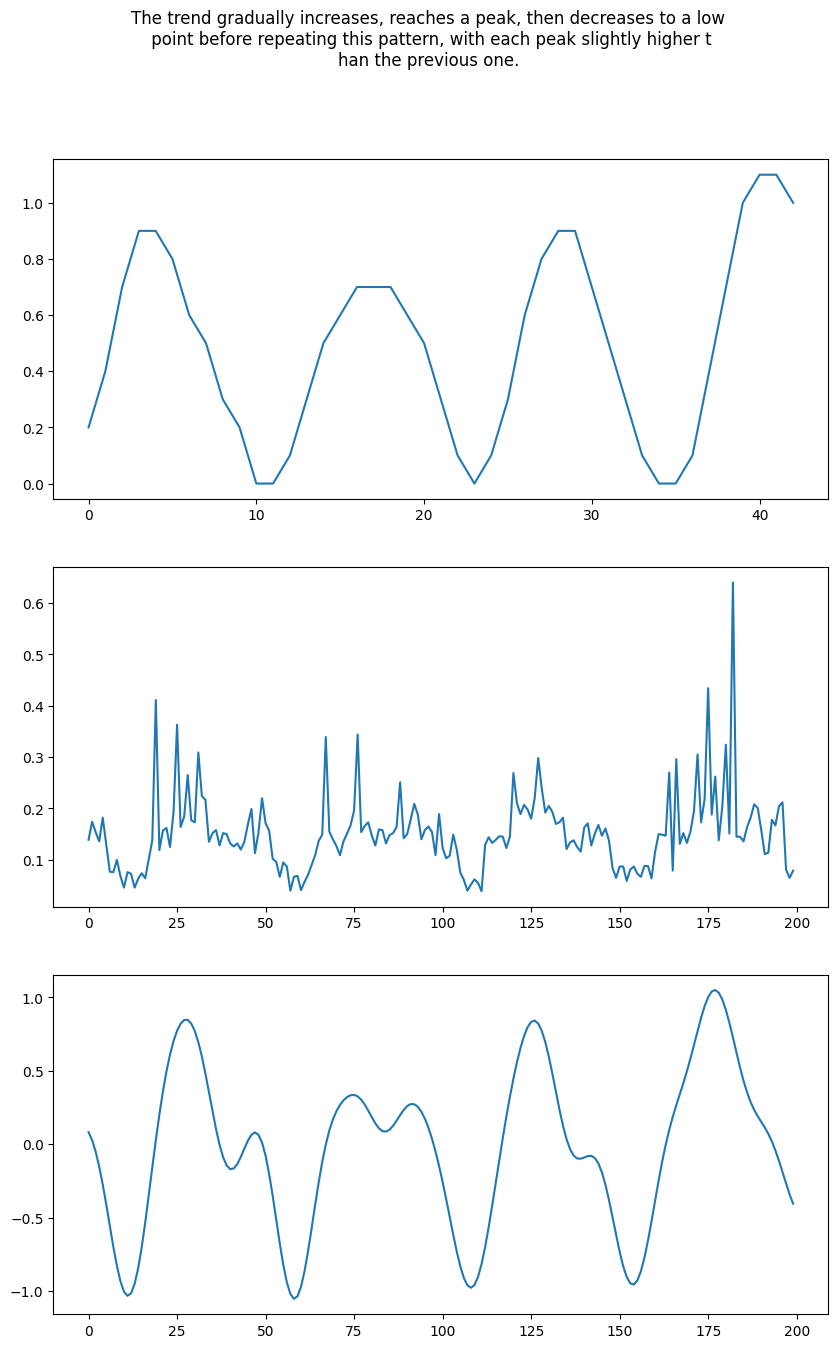 The trend gradually increases, reaches a peak, then decreases to a low
point before repeating this pattern, with each peak slightly higher t
han the previous one.
1.0
0.8
0.6
0.4
0.2
0.0
0 10 20 30 40
0.6
0.5
0.4
0.3
0.2
0.1
0 25 50 75 100 125 150 175 200
1.0
0.5
0.0
−0.5
−1.0
0 25 50 75 100 125 150 175 200